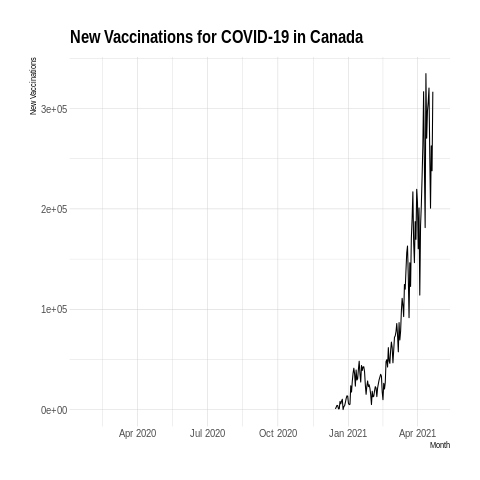 New Vaccinations for COVID-19 in Canada
New Vaccinations
3e+05
2e+05
1e+05
0e+00
Apr 2020 Jul 2020 Oct 2020 Jan 2021 Apr 2021
Month